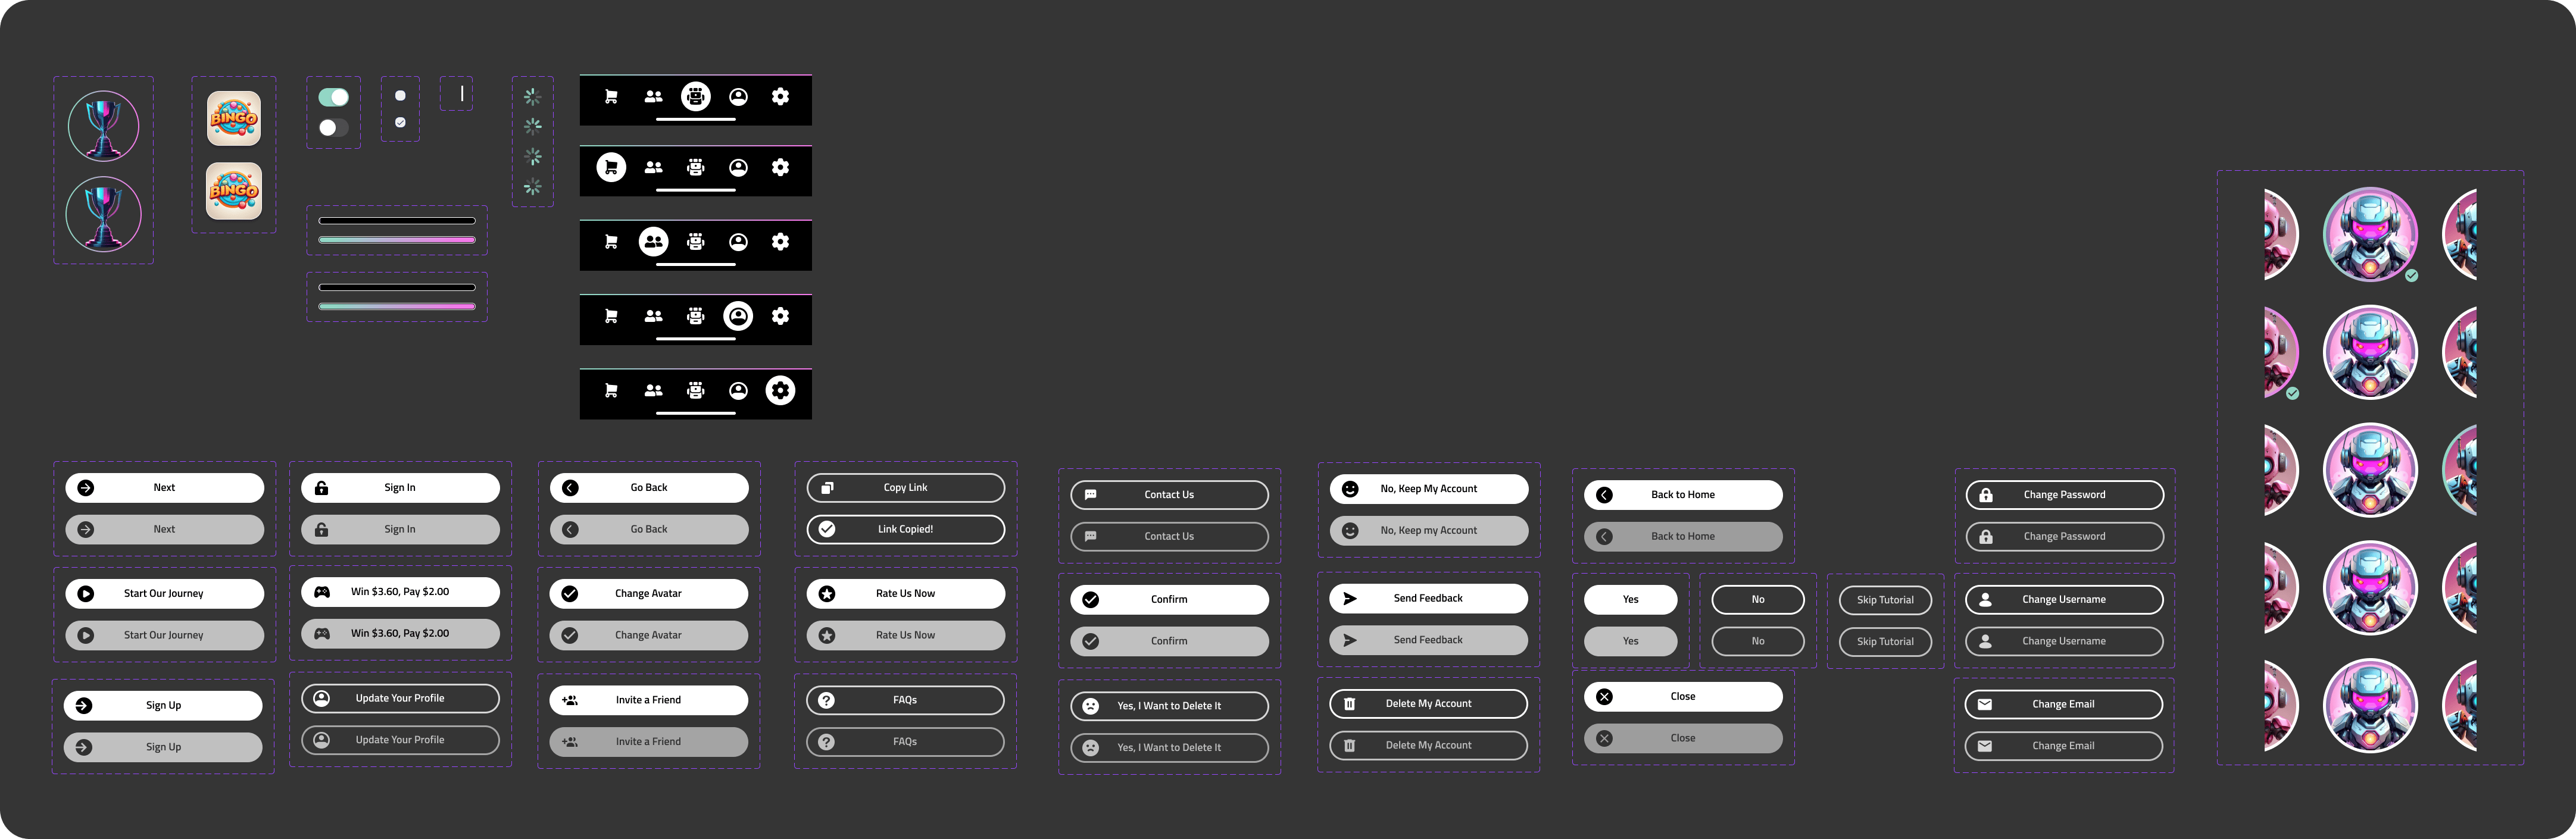 BINGO
BINGO
Next
Next
Sign In
Sign In
Go Back
Go Back
Copy Link
Link Copied!
Contact Us
Contact Us
No, Keep My Account
No, Keep my Account
Back to Home
Back to Home
Change Password
Change Password
Start Our Journey
Start Our Journey
Win $3.60, Pay $2.00
Win $3.60, Pay $2.00
Change Avatar
Change Avatar
Rate Us Now
Rate Us Now
Confirm
Confirm
Send Feedback
Send Feedback
Yes
Yes
No
No
Skip Tutorial
Skip Tutorial
Change Username
Change Username
Sign Up
Sign Up
Update Your Profile
Update Your Profile
Invite a Friend
Invite a Friend
FAQs
FAQs
Yes, I Want to Delete It
Yes, I Want to Delete It
Delete My Account
Delete My Account
Close
Close
Change Email
Change Email